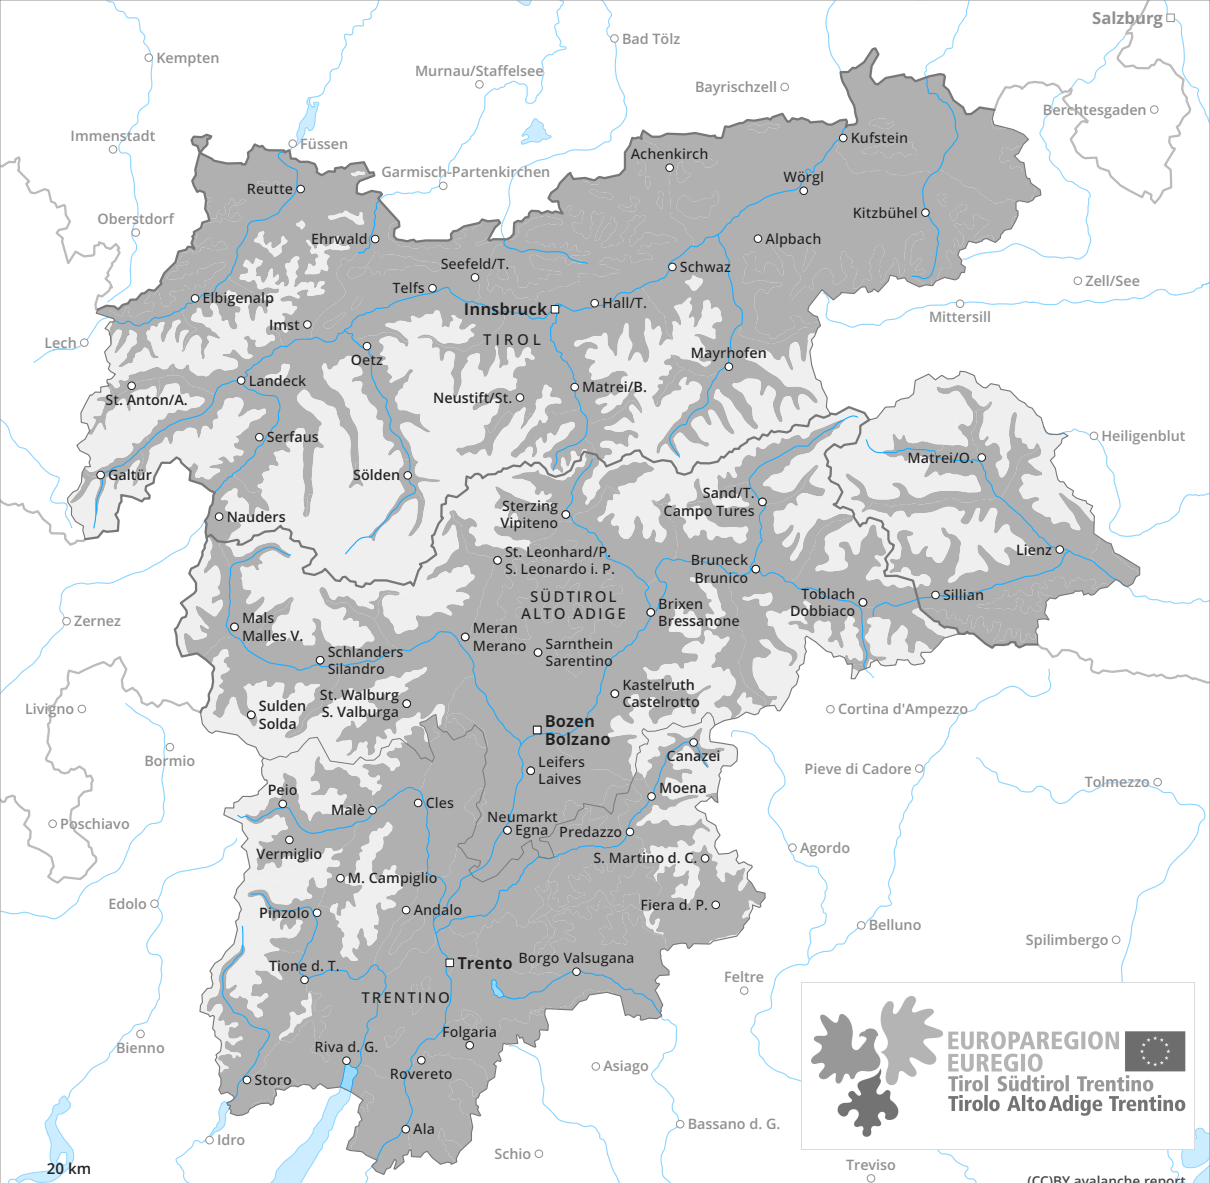 Salzburg
Bad Tölz
Kempten
Murnau/Staffelsee
Bayrischzell
Berchtesgaden
Immenstadt
Füssen
Kufstein
Achenkirch
Garmisch-Partenkirchen
Wörgl
Reutte
Oberstdorf
Kitzbühel
Ehrwald
Alpbach
Seefeld/T.
Schwaz
Zell/See
Telfs
Elbigenalp
Hall/T.
Innsbruck
Mittersill
Imst
TIROL
Lech
Mayrhofen
Oetz
Landeck
Matrei/B.
St. Anton/A.
Neustift/St.
Serfaus
Heiligenblut
Matrei/O.
Galtür
Sölden
Sand/T.
Campo Tures
Sterzing
Vipiteno
Nauders
Lienz
St. Leonhard/P.
S. Leonardo i. P.
Bruneck
Brunico
SÜDTIROL
ALTO ADIGE
Toblach
Dobbiaco
Sillian
Brixen
Bressanone
Zernez
Mals
Malles V.
Meran
Merano
Sarnthein
Sarentino
Schlanders
Silandro
Kastelruth
Castelrotto
St. Walburg
S. Valburga
Sulden
Solda
Livigno
Cortina d'Ampezzo
Bozen
Bolzano
Bormio
Canazei
Leifers
Laives
Pieve di Cadore
Tolmezzo
Peio
Moena
Malè
Cles
Neumarkt
Egna
Predazzo
Poschiavo
Vermiglio
Agordo
S. Martino d. C.
M. Campiglio
Edolo
Pinzolo
Andalo
Fiera d. P.
Belluno
Spilimbergo
Tione d. T.
Trento
Borgo Valsugana
Feltre
TRENTINO
Folgaria
Bienno
Riva d. G.
Rovereto
Asiago
Storo
EUROPAREGION
EUREGIO
Tirol Südtirol Trentino
Tirolo Alto Adige Trentino
Ala
Bassano d. G.
Idro
Schio
20 km
Treviso
(CC)BY avalanche.report